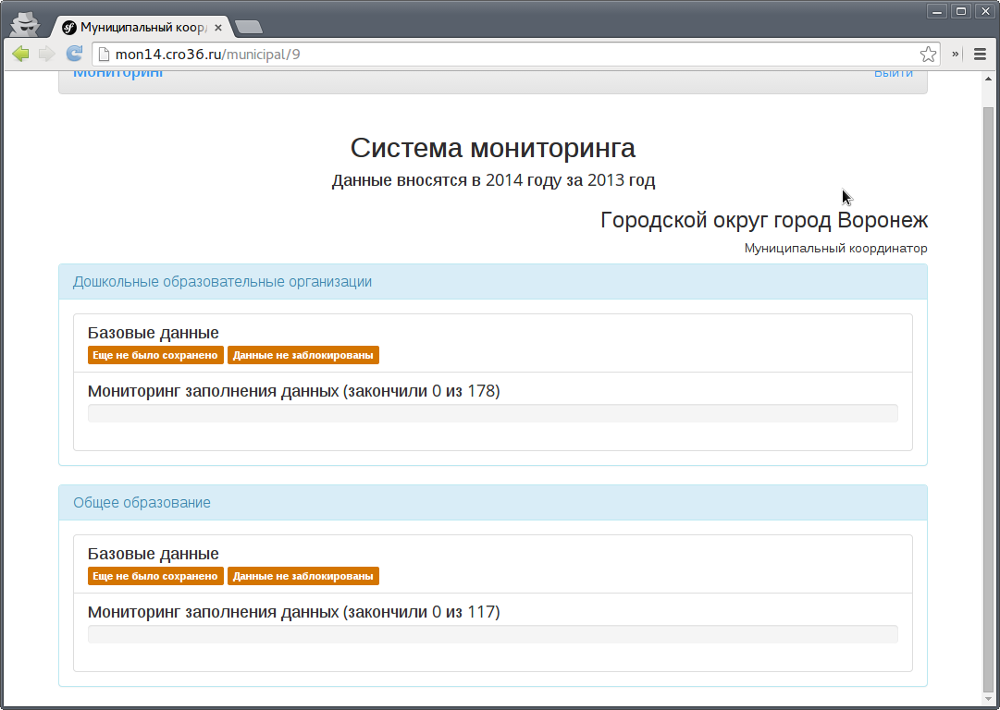 Муниципальный коор
mon14.cro36.ru/municipal/9
Мониторинг
Выйти
Система мониторинга
Данные вносятся в 2014 году за 2013 год
Городской округ город Воронеж
Муниципальный координатор
Дошкольные образовательные организации
Базовые данные
Еще не было сохранено Данные не заблокированы
Мониторинг заполнения данных (закончили 0 из 178)
Общее образование
Базовые данные
Еще не было сохранено Данные не заблокированы
Мониторинг заполнения данных (закончили 0 из 117)